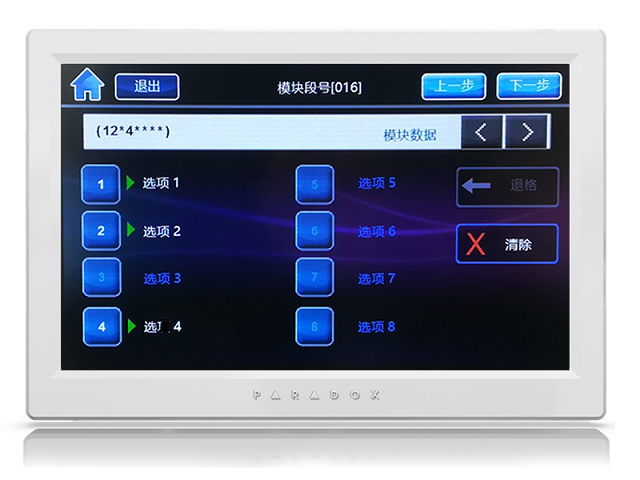 退出 模块段号[016] 上一步 下一步
(12*4****) 模块数据 < >
1 选项 1 5 选项 5 退格
2 选项 2 6 选项 6 X 清除
3 选项 3 7 选项 7
4 选项 4 8 选项 8
PARADOX